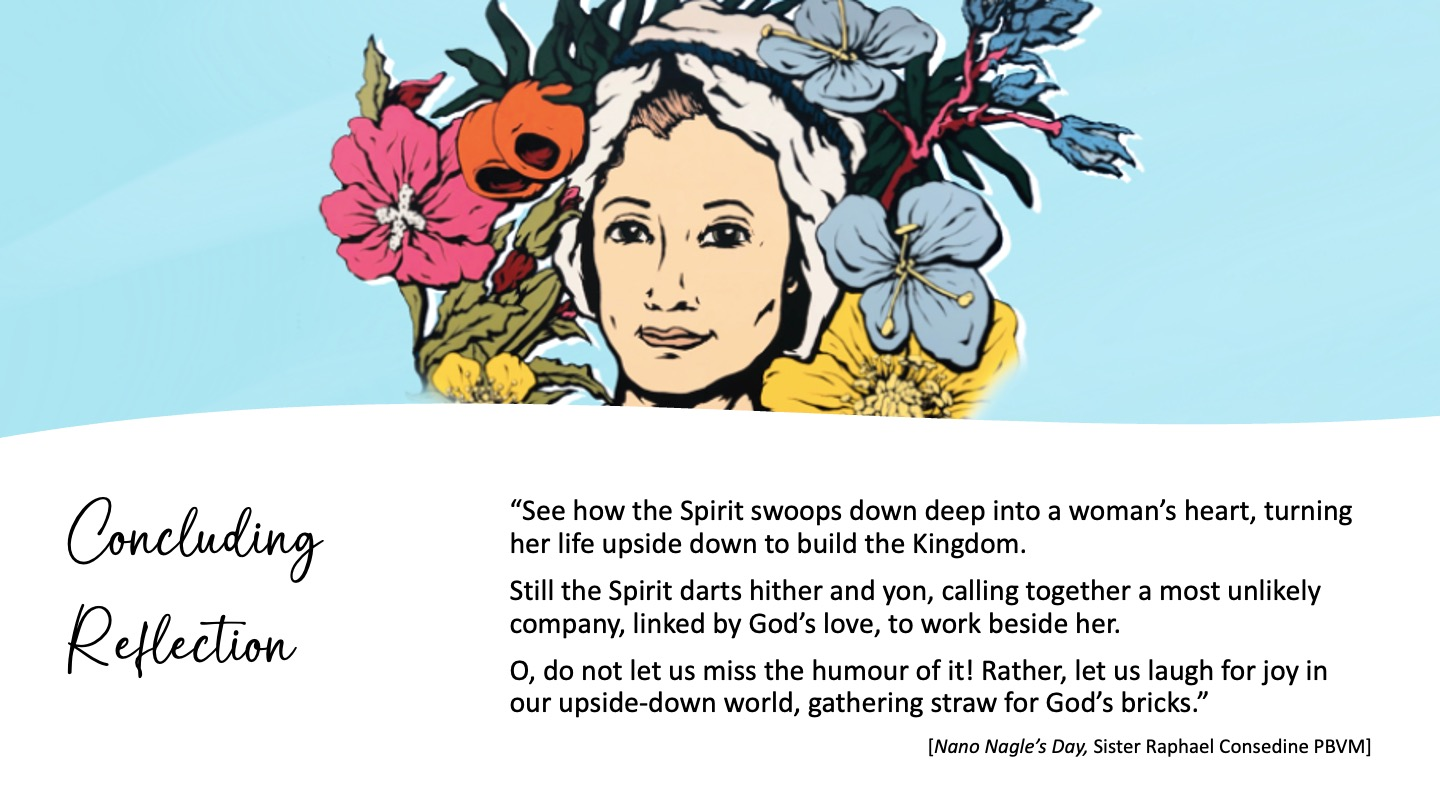 Concluding
Reflection
“See how the Spirit swoops down deep into a woman’s heart, turning
her life upside down to build the Kingdom.
Still the Spirit darts hither and yon, calling together a most unlikely
company, linked by God’s love, to work beside her.
O, do not let us miss the humour of it! Rather, let us laugh for joy in
our upside-down world, gathering straw for God’s bricks.”
[Nano Nagle’s Day, Sister Raphael Consedine PBVM]